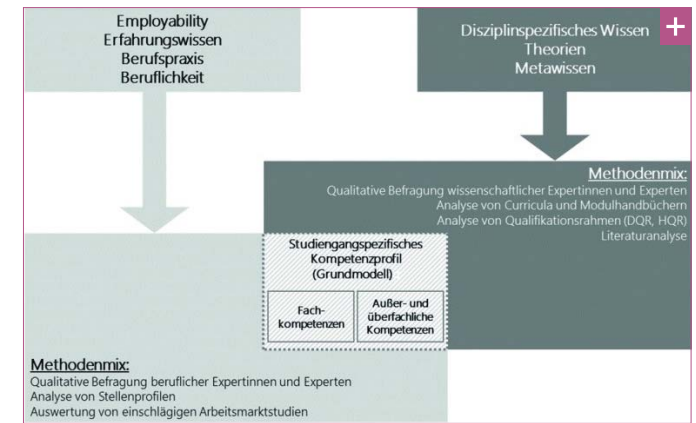 Employability
Erfahrungswissen
Berufspraxis
Beruflichkeit
Disziplinspezifisches Wissen
Theorien
Metawissen
+
Methodenmix:
Qualitative Befragung wissenschaftlicher Expertinnen und Experten
Analyse von Curricula und Modulhandbüchern
Analyse von Qualifikationsrahmen (DQR, HQR)
Literaturanalyse
Studiengangspezifisches
Kompetenzprofil
(Grundmodell)
Fach-
kompetenzen
Außer- und
überfachliche
Kompetenzen
Methodenmix:
Qualitative Befragung beruflicher Expertinnen und Experten
Analyse von Stellenprofilen
Auswertung von einschlägigen Arbeitsmarktstudien